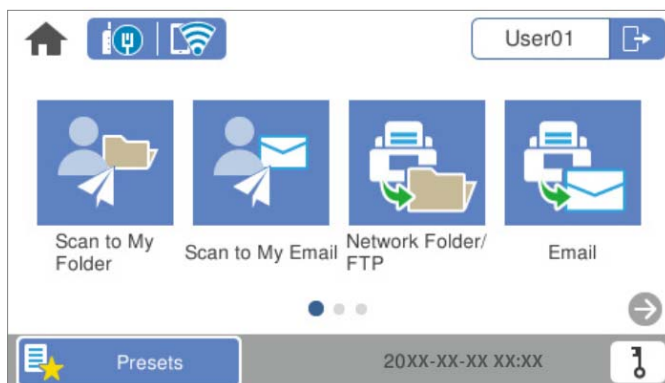 User01
Scan to My
Folder
Scan to My Email
Network Folder/
FTP
Email
Presets
20XX-XX-XX XX:XX